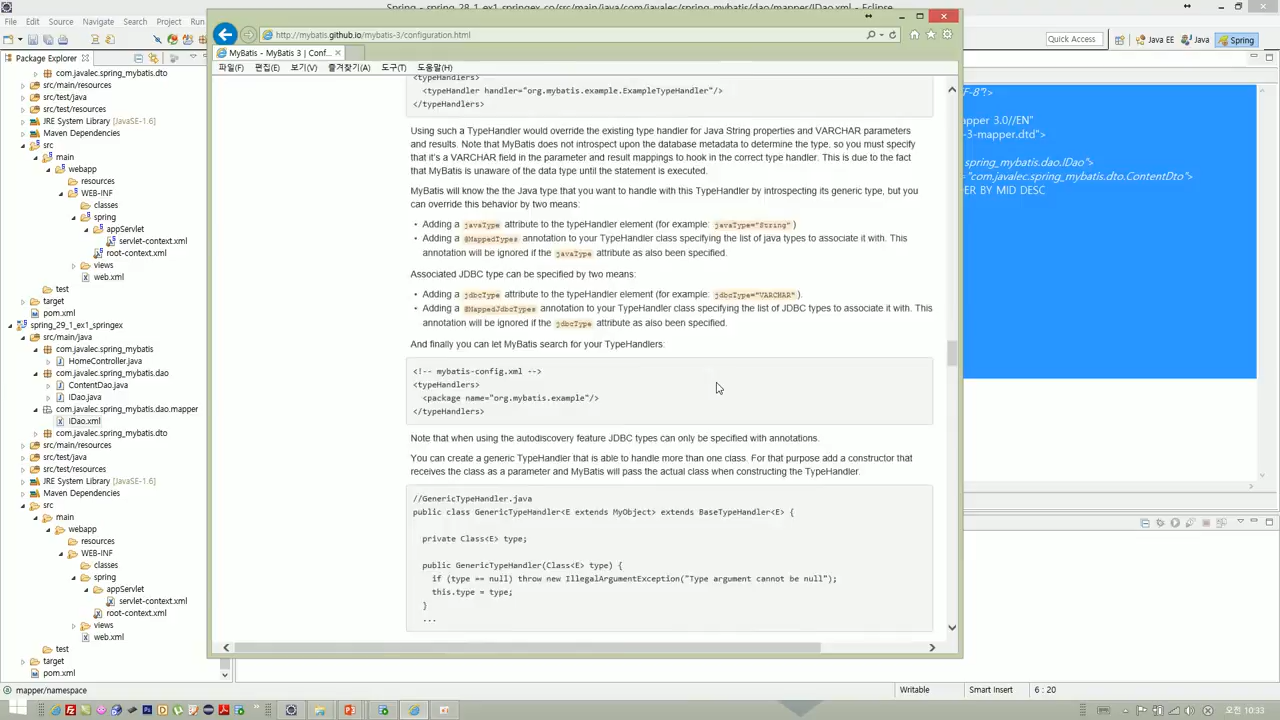 Spring - spring_28_1_ex1_springex.co/src/main/java/com/javalec/spring_mybatis/dao/mapper/IDao.xml - Eclipse
File Edit Source Navigate Search Project Run
http://mybatis.github.io/mybatis-3/configuration.html
MyBatis - MyBatis 3 | Conf...
파일(F) 편집(E) 보기(V) 즐겨찾기(A) 도구(T) 도움말(H)
Quick Access
Java EE
Java
Spring
Package Explorer
com.javalec.spring_mybatis.dto
src/main/resources
src/test/java
src/test/resources
JRE System Library [JavaSE-1.6]
Maven Dependencies
src
main
webapp
resources
WEB-INF
classes
spring
appServlet
servlet-context.xml
root-context.xml
views
web.xml
test
target
pom.xml
spring_29_1_ex1_springex
src/main/java
com.javalec.spring_mybatis
HomeController.java
com.javalec.spring_mybatis.dao
ContentDao.java
IDao.java
com.javalec.spring_mybatis.dao.mapper
IDao.xml
com.javalec.spring_mybatis.dto
src/main/resources
src/test/java
src/test/resources
JRE System Library [JavaSE-1.6]
Maven Dependencies
src
main
webapp
resources
WEB-INF
classes
spring
appServlet
servlet-context.xml
root-context.xml
views
web.xml
test
target
pom.xml
<typeHandlers>
<typeHandler handler="org.mybatis.example.ExampleTypeHandler"/>
</typeHandlers>
Using such a TypeHandler would override the existing type handler for Java String properties and VARCHAR parameters
and results. Note that MyBatis does not introspect upon the database metadata to determine the type, so you must specify
that it's a VARCHAR field in the parameter and result mappings to hook in the correct type handler. This is due to the fact
that MyBatis is unaware of the data type until the statement is executed.
MyBatis will know the the Java type that you want to handle with this TypeHandler by introspecting its generic type, but you
can override this behavior by two means:
• Adding a javaType attribute to the typeHandler element (for example: javaType="String")
• Adding a @MappedTypes annotation to your TypeHandler class specifying the list of java types to associate it with. This
annotation will be ignored if the javaType attribute as also been specified.
Associated JDBC type can be specified by two means:
• Adding a jdbcType attribute to the typeHandler element (for example: jdbcType="VARCHAR").
• Adding a @MappedJdbcTypes annotation to your TypeHandler class specifying the list of JDBC types to associate it with. This
annotation will be ignored if the jdbcType attribute as also been specified.
And finally you can let MyBatis search for your TypeHandlers:
<!-- mybatis-config.xml -->
<typeHandlers>
<package name="org.mybatis.example"/>
</typeHandlers>
Note that when using the autodiscovery feature JDBC types can only be specified with annotations.
You can create a generic TypeHandler that is able to handle more than one class. For that purpose add a constructor that
receives the class as a parameter and MyBatis will pass the actual class when constructing the TypeHandler.
//GenericTypeHandler.java
public class GenericTypeHandler<E extends MyObject> extends BaseTypeHandler<E> {
private Class<E> type;
public GenericTypeHandler(Class<E> type) {
if (type == null) throw new IllegalArgumentException("Type argument cannot be null");
this.type = type;
}
...
F-8"?>
apper 3.0//EN"
-3-mapper.dtd">
c.spring_mybatis.dao.IDao">
="com.javalec.spring_mybatis.dto.ContentDto">
ER BY MID DESC
mapper/namespace
Writable
Smart Insert
6 : 20
오전 10:33